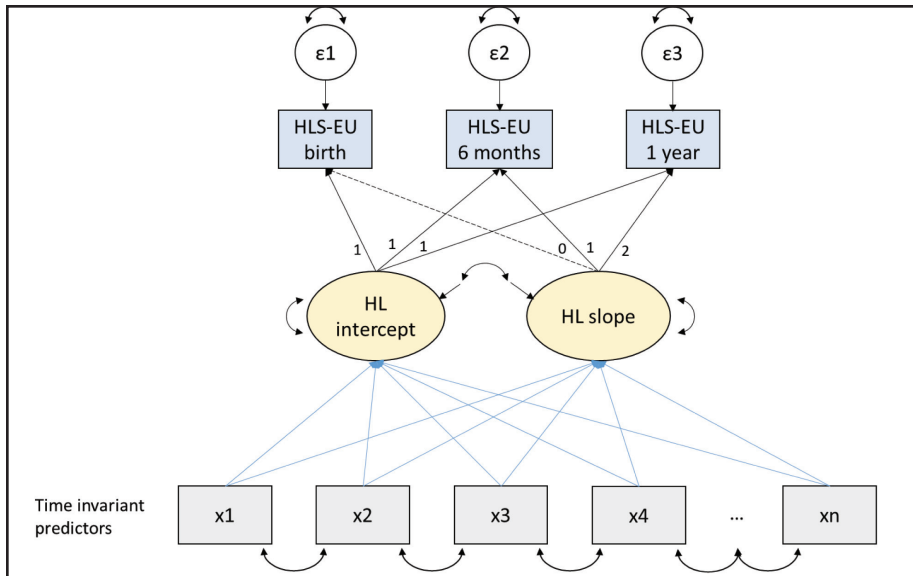 ε1 ε2 ε3
HLS-EU HLS-EU HLS-EU
birth 6 months 1 year
1 1 1 0 1 2
HL
intercept
HL slope
Time invariant
predictors
x1 x2 x3 x4 ... xn